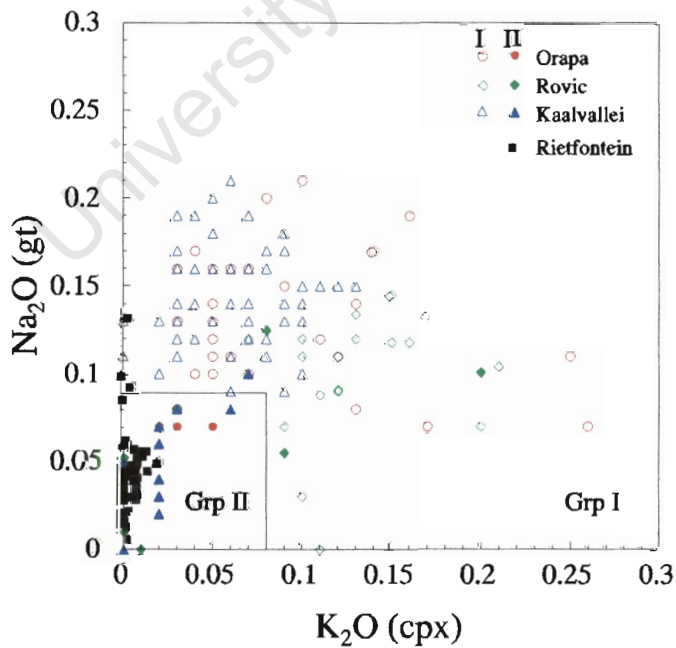 University
0.3
0.25
0.2
0.15
0.1
0.05
0
Na₂O (gt)
I II
Orapa
Rovic
Kaalvallei
Rietfontein
Grp II
Grp I
0 0.05 0.1 0.15 0.2 0.25 0.3
K₂O (cpx)